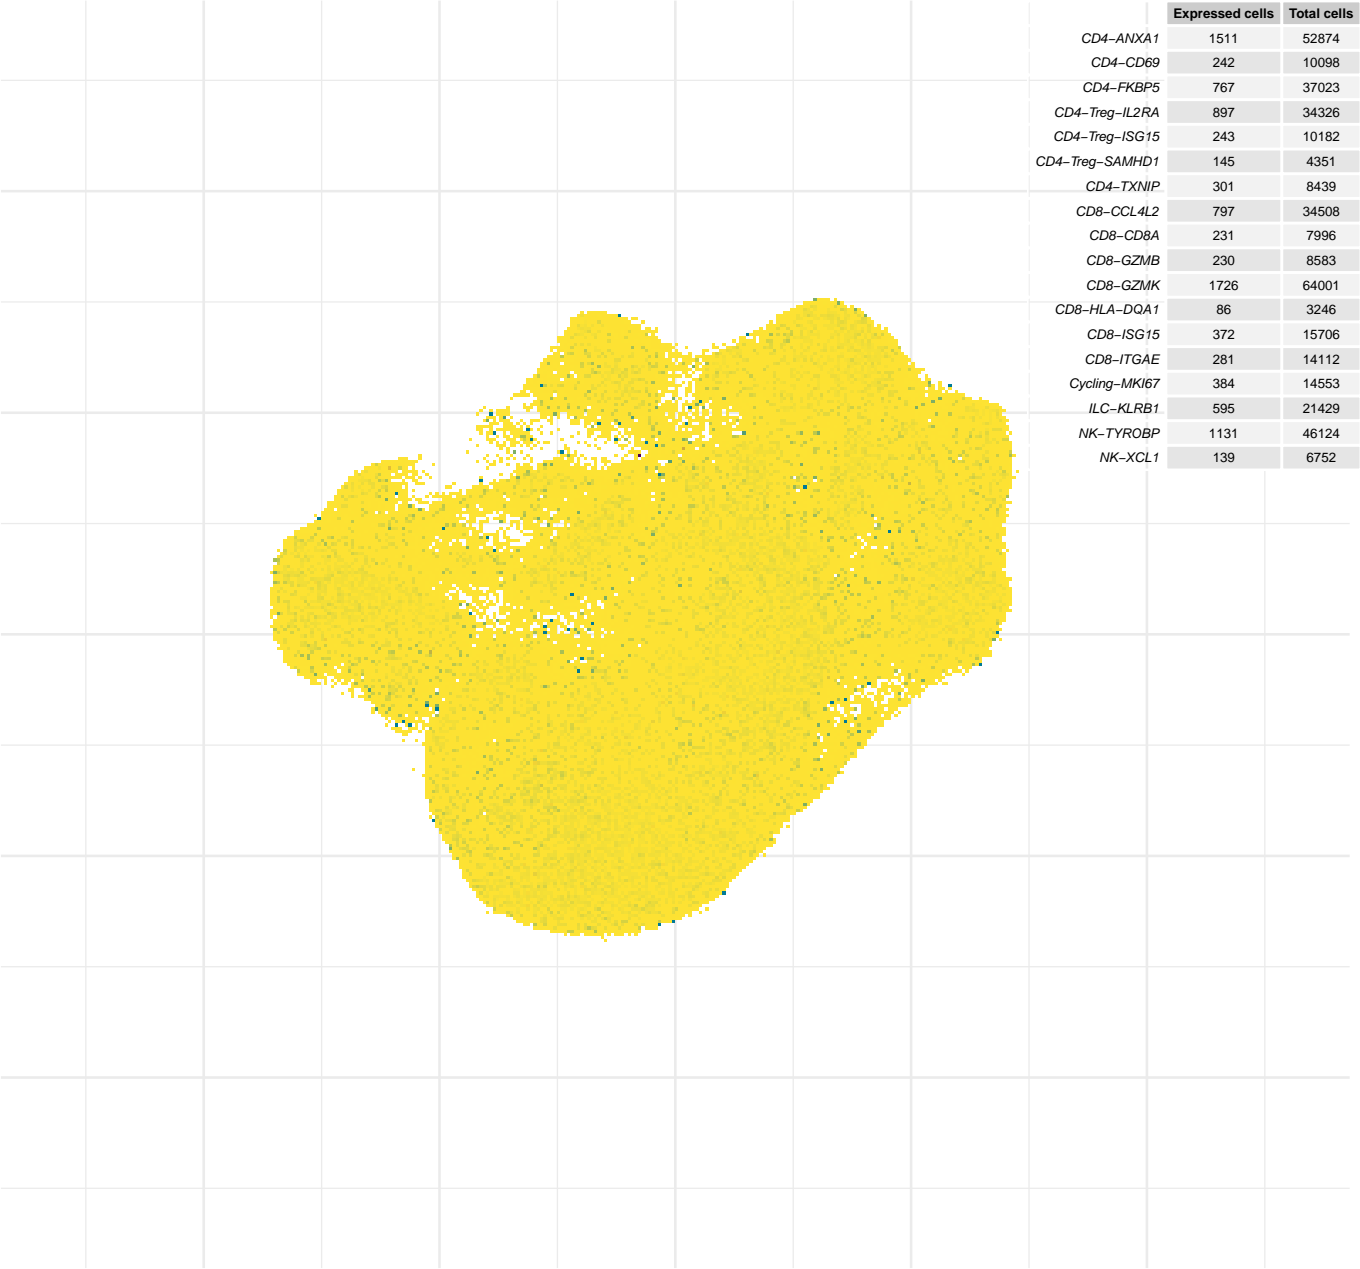 Expressed cells Total cells
CD4−ANXA1 1511 52874
CD4−CD69 242 10098
CD4−FKBP5 767 37023
CD4−Treg−IL2RA 897 34326
CD4−Treg−ISG15 243 10182
CD4−Treg−SAMHD1 145 4351
CD4−TXNIP 301 8439
CD8−CCL4L2 797 34508
CD8−CD8A 231 7996
CD8−GZMB 230 8583
CD8−GZMK 1726 64001
CD8−HLA−DQA1 86 3246
CD8−ISG15 372 15706
CD8−ITGAE 281 14112
Cycling−MKI67 384 14553
ILC−KLRB1 595 21429
NK−TYROBP 1131 46124
NK−XCL1 139 6752